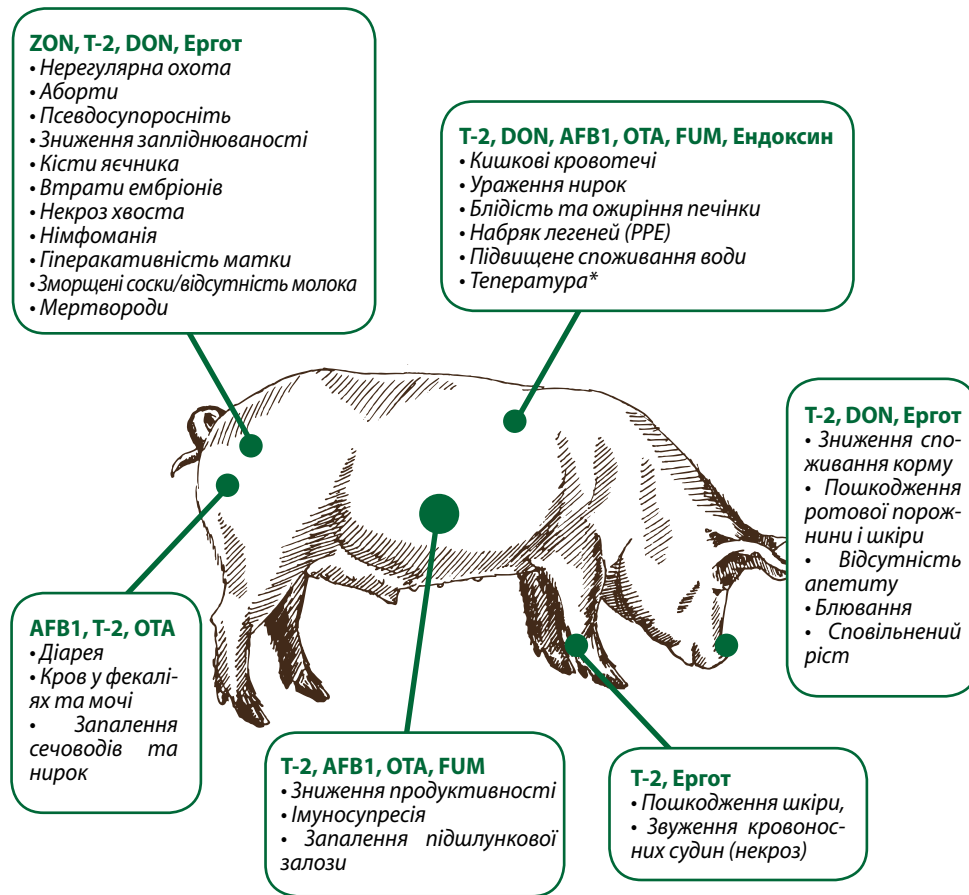 ZON, T-2, DON, Ергот
• Нерегулярна охота
• Аборти
• Псевдосупоросніть
• Зниження запліднюваності
• Кісти яєчника
• Втрати ембріонів
• Некроз хвоста
• Німфоманія
• Гіперакативність матки
• Зморщені соски/відсутність молока
• Мертвороди
T-2, DON, AFB1, OTA, FUM, Ендоксин
• Кишкові кровотечі
• Ураження нирок
• Блідість та ожиріння печінки
• Набряк легеней (PPE)
• Підвищене споживання води
• Тепература*
T-2, DON, Ергот
• Зниження спо-
живання корму
• Пошкодження
ротової порож-
нини і шкіри
• Відсутність
апетиту
• Блювання
• Сповільнений
ріст
AFB1, T-2, OTA
• Діарея
• Кров у фекалі-
ях та мочі
• Запалення
сечоводів та
нирок
T-2, AFB1, OTA, FUM
• Зниження продуктивності
• Імуносупресія
• Запалення підшлункової
залози
T-2, Ергот
• Пошкодження шкіри,
• Звуження кровонос-
них судин (некроз)